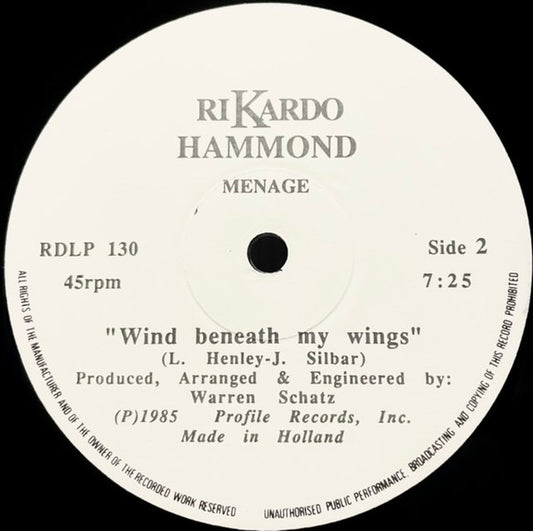 RIKARDO
HAMMOND
MENAGE
RDLP 130
Side 2
45rpm
7:25
"Wind beneath my wings"
(L. Henley-J. Silbar)
Produced, Arranged & Engineered by:
Warren Schatz
(P)1985 Profile Records, Inc.
Made in Holland
ALL RIGHTS OF THE MANUFACTURER AND OF THE OWNER OF THE RECORDED WORK RESERVED
UNAUTHORISED PUBLIC PERFORMANCE, BROADCASTING AND COPYING OF THIS RECORD PROHIBITED